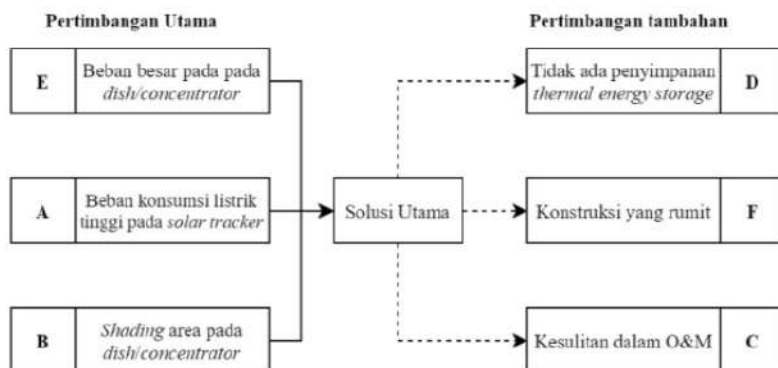 Pertimbangan Utama
Pertimbangan tambahan
E
Beban besar pada pada
dish/concentrator
A
Beban konsumsi listrik
tinggi pada solar tracker
B
Shading area pada
dish/concentrator
Solusi Utama
Tidak ada penyimpanan
thermal energy storage
D
Konstruksi yang rumit
F
Kesulitan dalam O&M
C